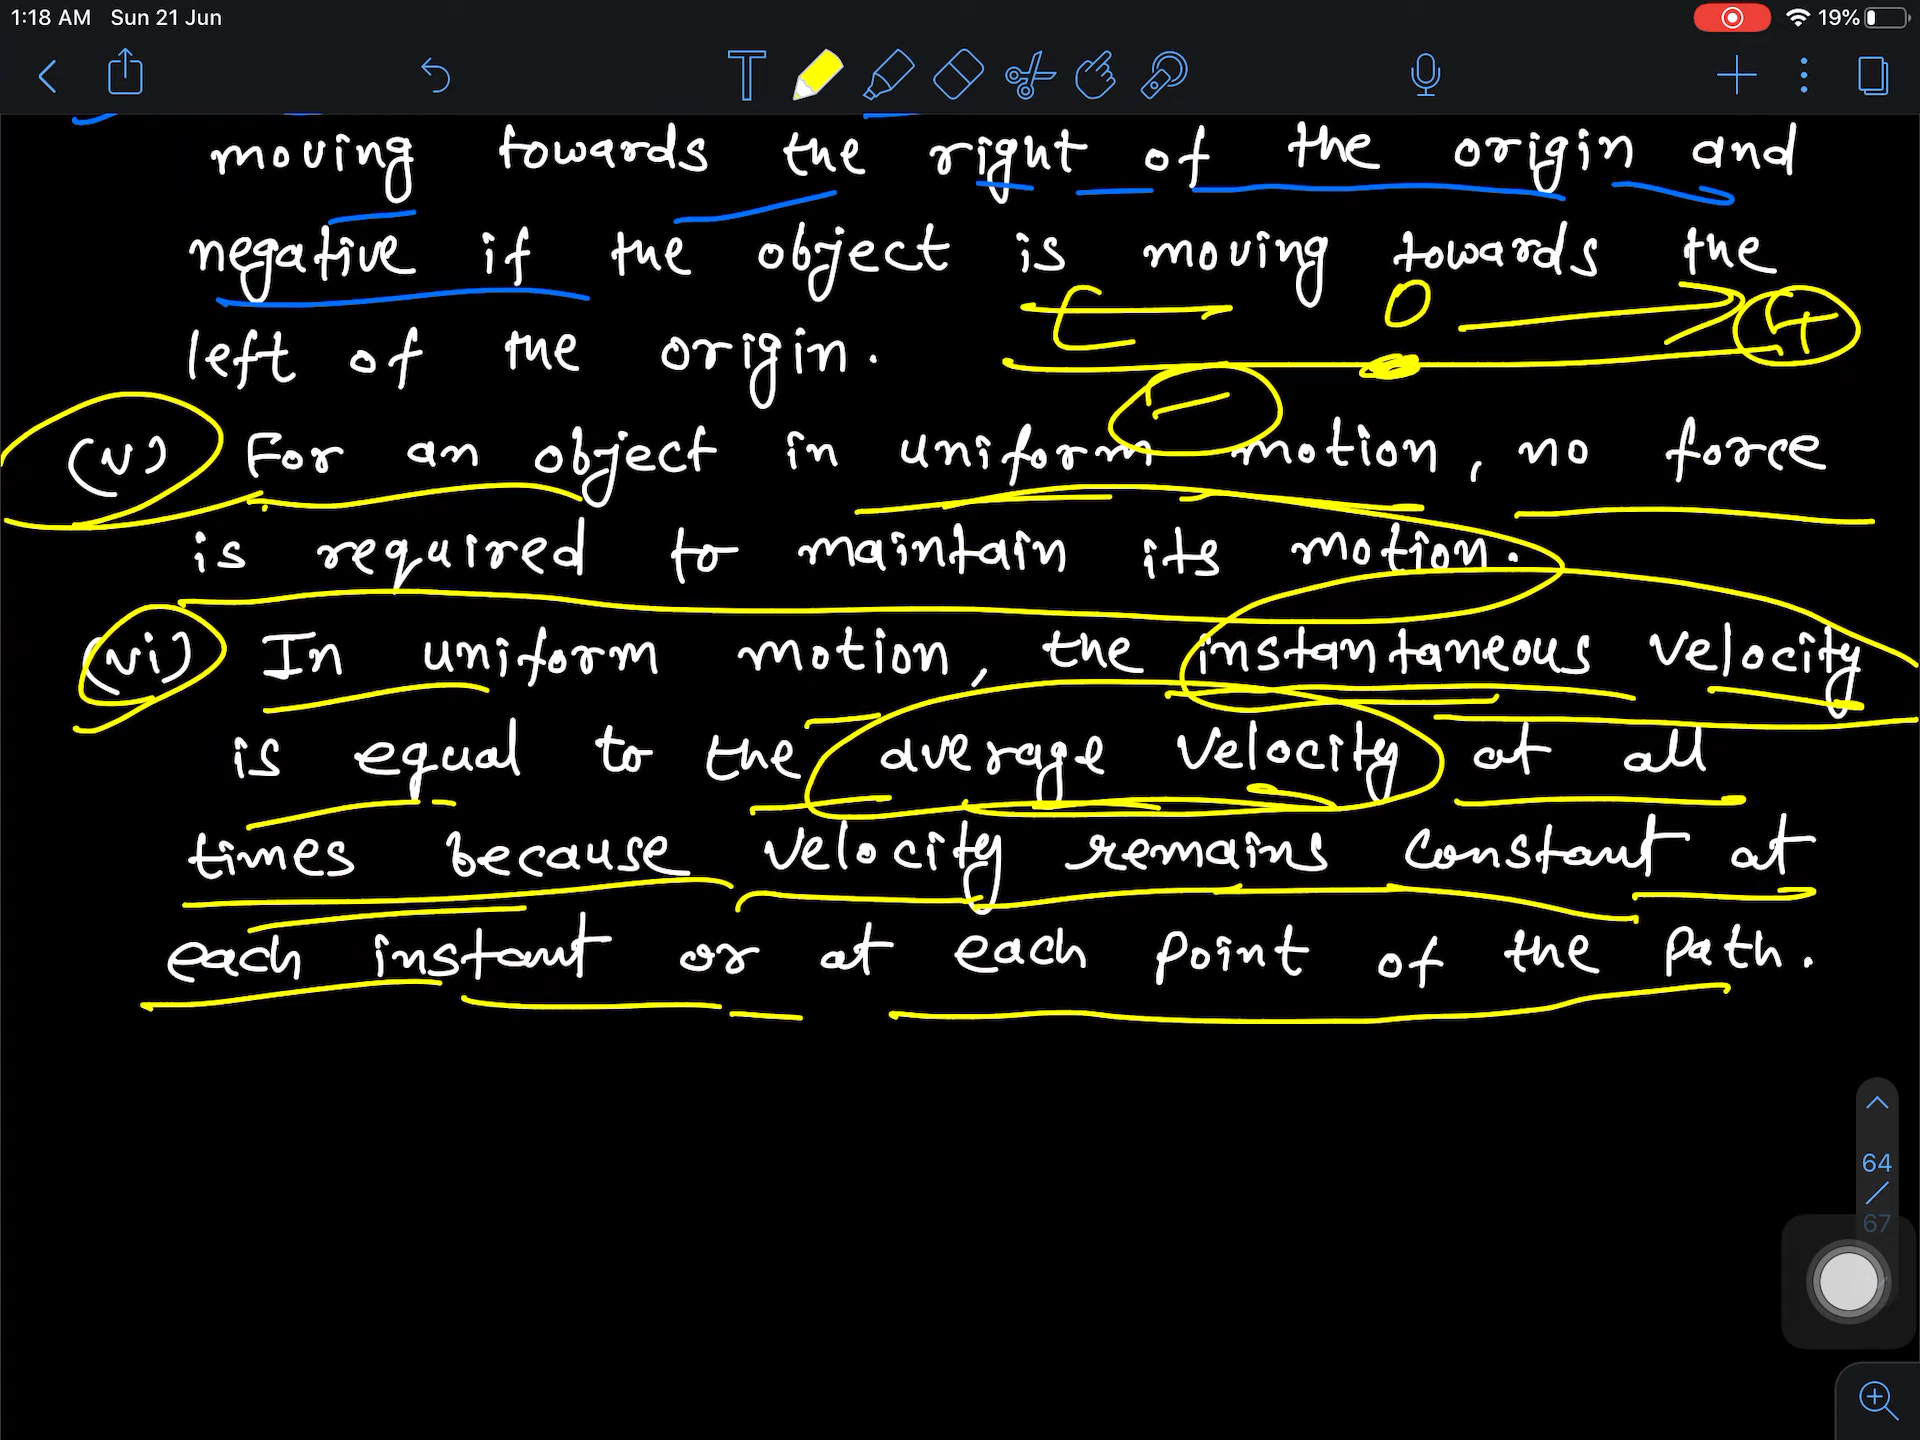 1:18 AM Sun 21 Jun 19%
T
moving towards the right of the origin and
negative if the object is moving towards the
O
+
left of the origin.
−
(v) For an object in uniform motion, no force
is required to maintain its motion.
(vi) In uniform motion, the instantaneous velocity
is equal to the average velocity at all
times because velocity remains constant at
each instant or at each point of the path.
64
/
67